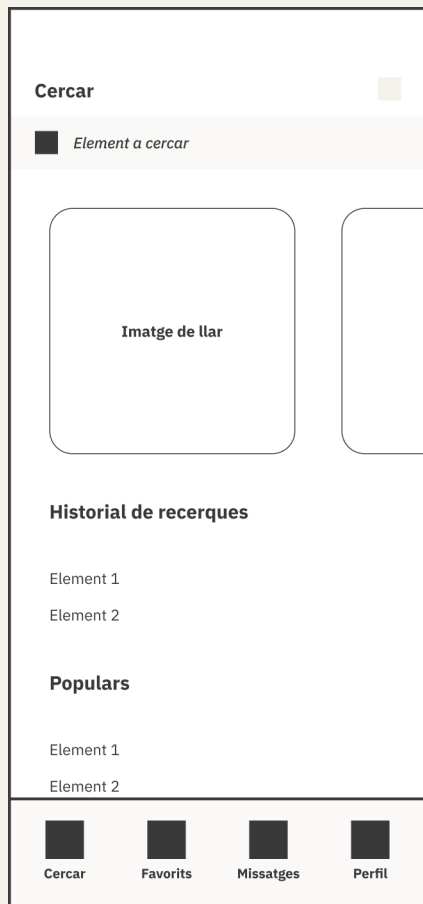 Cercar
Element a cercar
Imatge de llar
Historial de recerques
Element 1
Element 2
Populars
Element 1
Element 2
Cercar Favorits Missatges Perfil